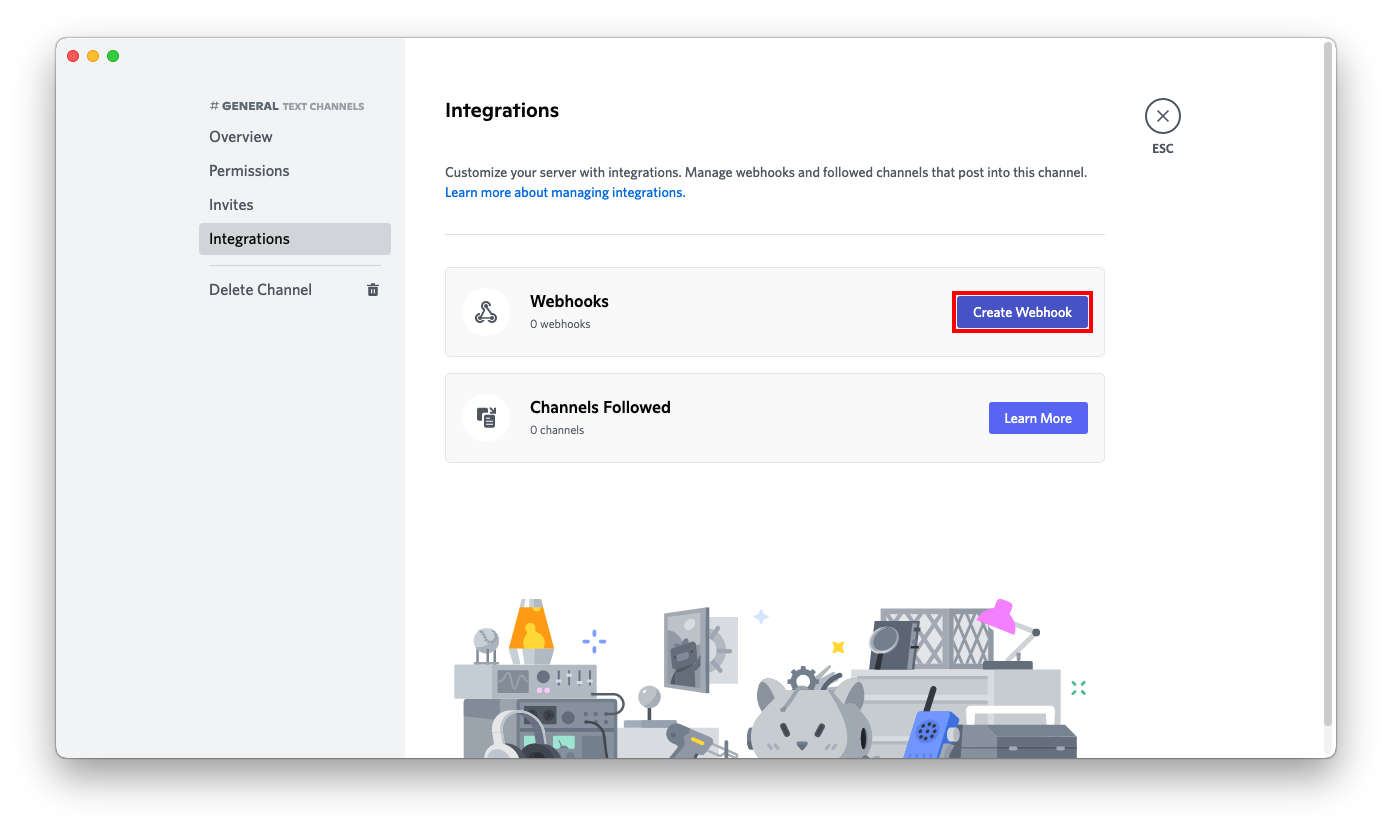 # GENERAL TEXT CHANNELS
Overview
Permissions
Invites
Integrations
Delete Channel
Integrations
ESC
Customize your server with integrations. Manage webhooks and followed channels that post into this channel.
Learn more about managing integrations.
Webhooks
0 webhooks
Create Webhook
Channels Followed
0 channels
Learn More